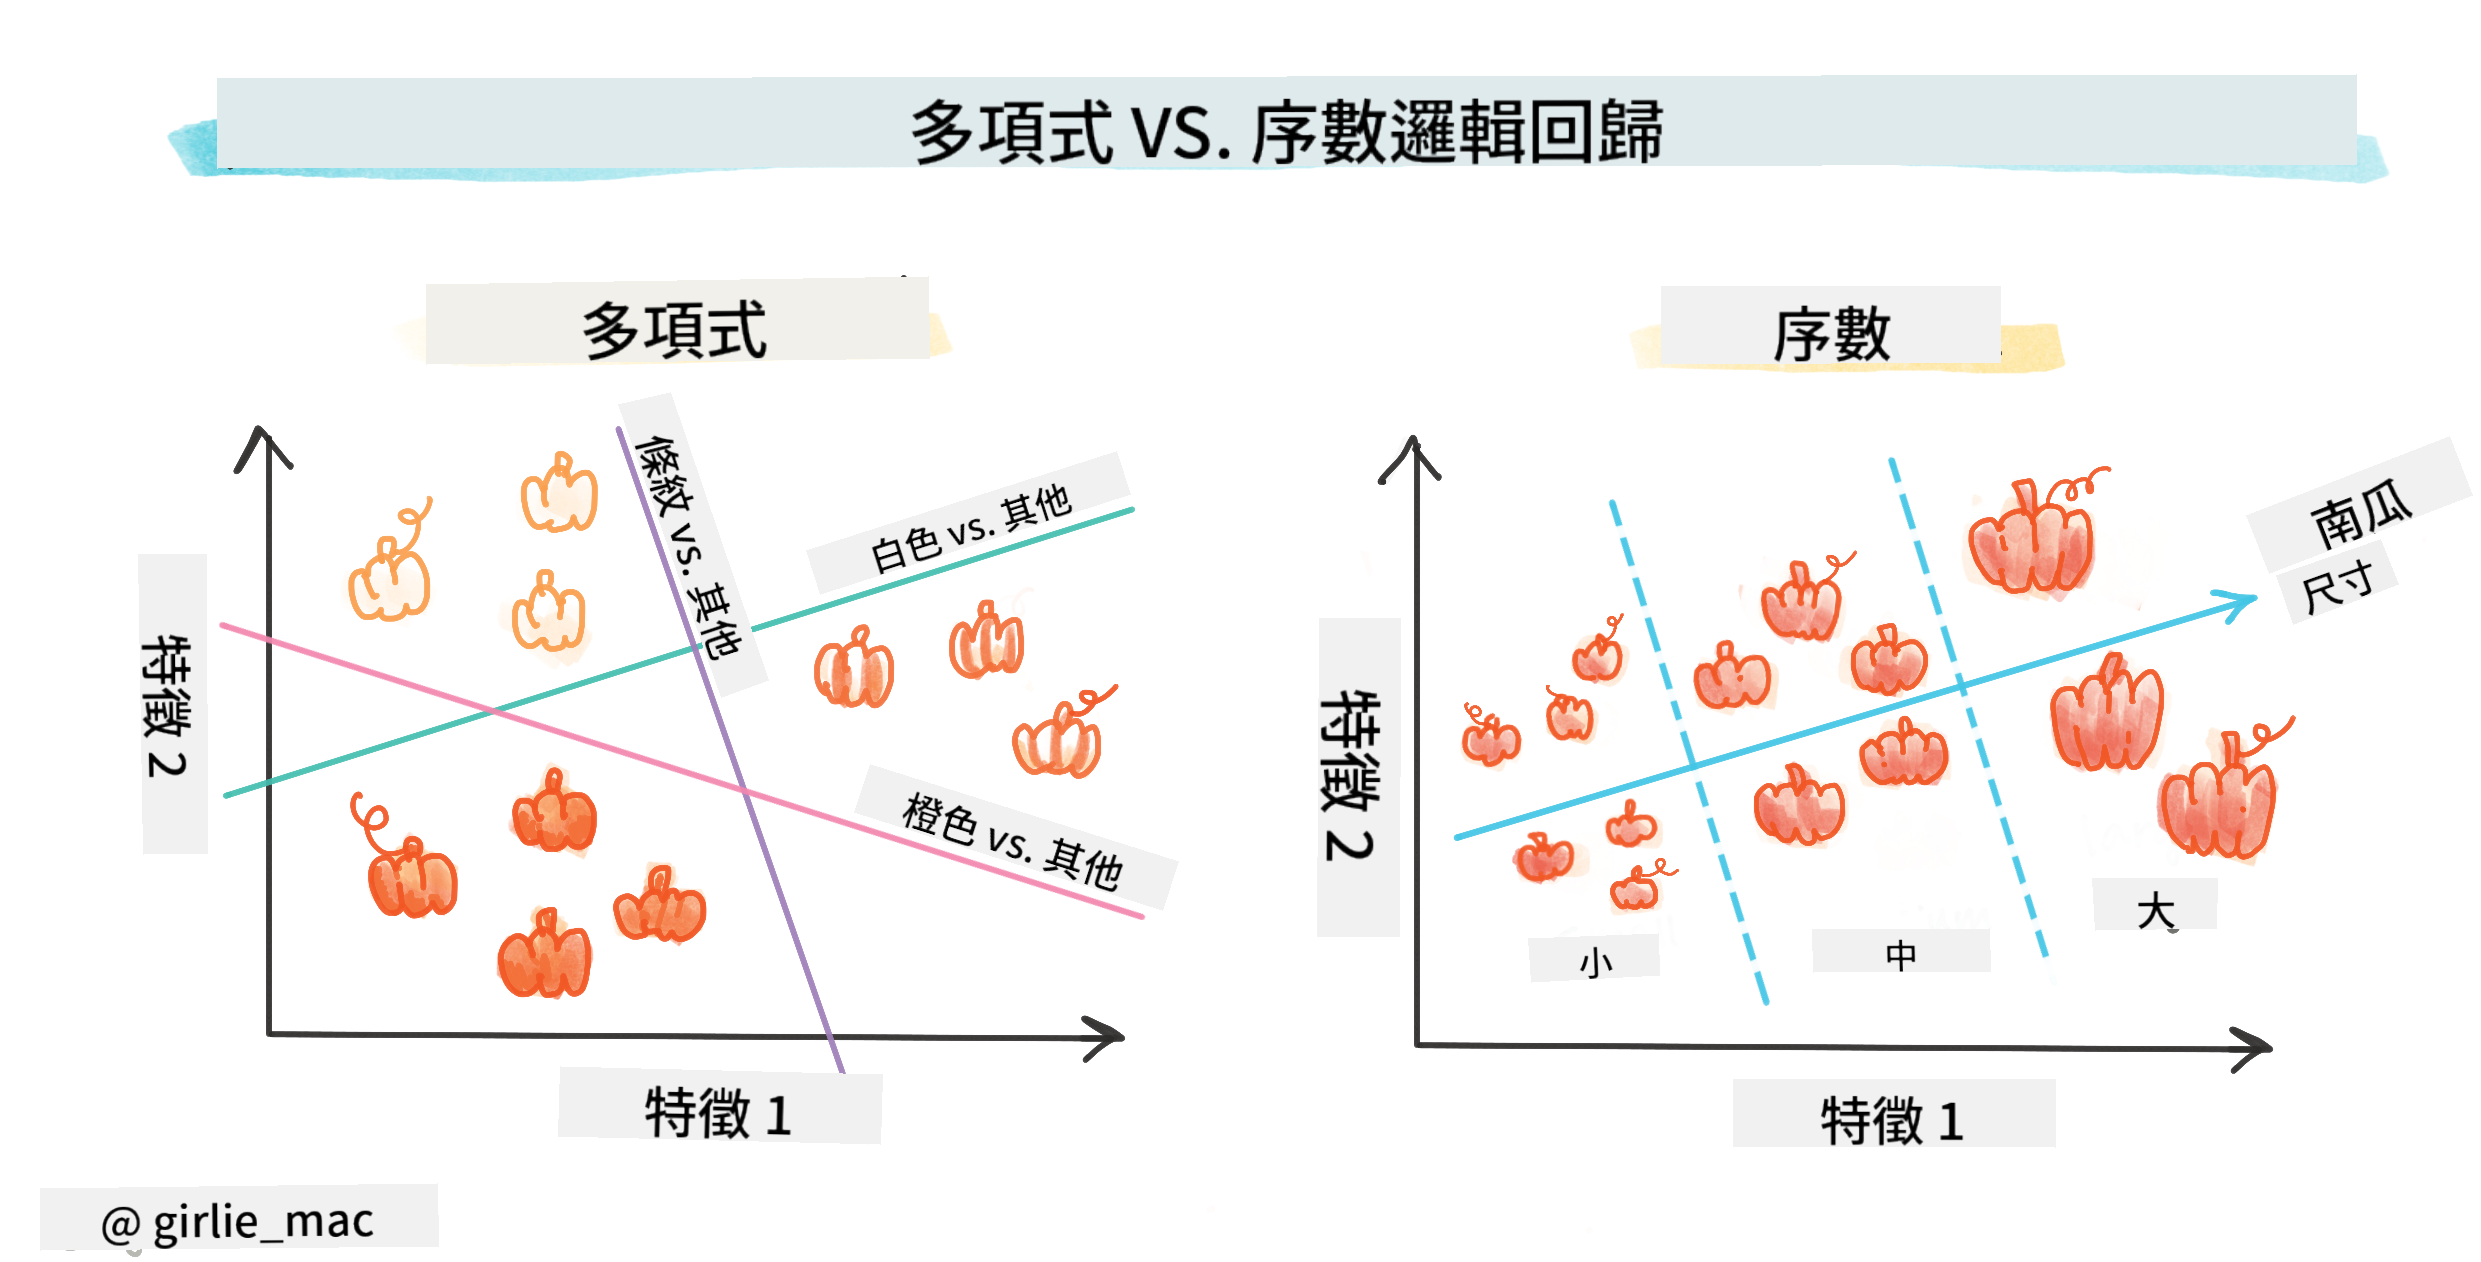 多項式 VS. 序數邏輯回歸
多項式
條紋 vs. 其他
白色 vs. 其他
橙色 vs. 其他
特徵 2
特徵 1
序數
南瓜
尺寸
特徵 2
小
中
大
特徵 1
@ girlie_mac